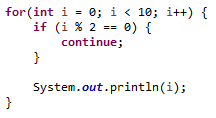 for(int i = 0; i < 10; i++) {
    if (i % 2 == 0) {
        continue;
    }

    System.out.println(i);
}